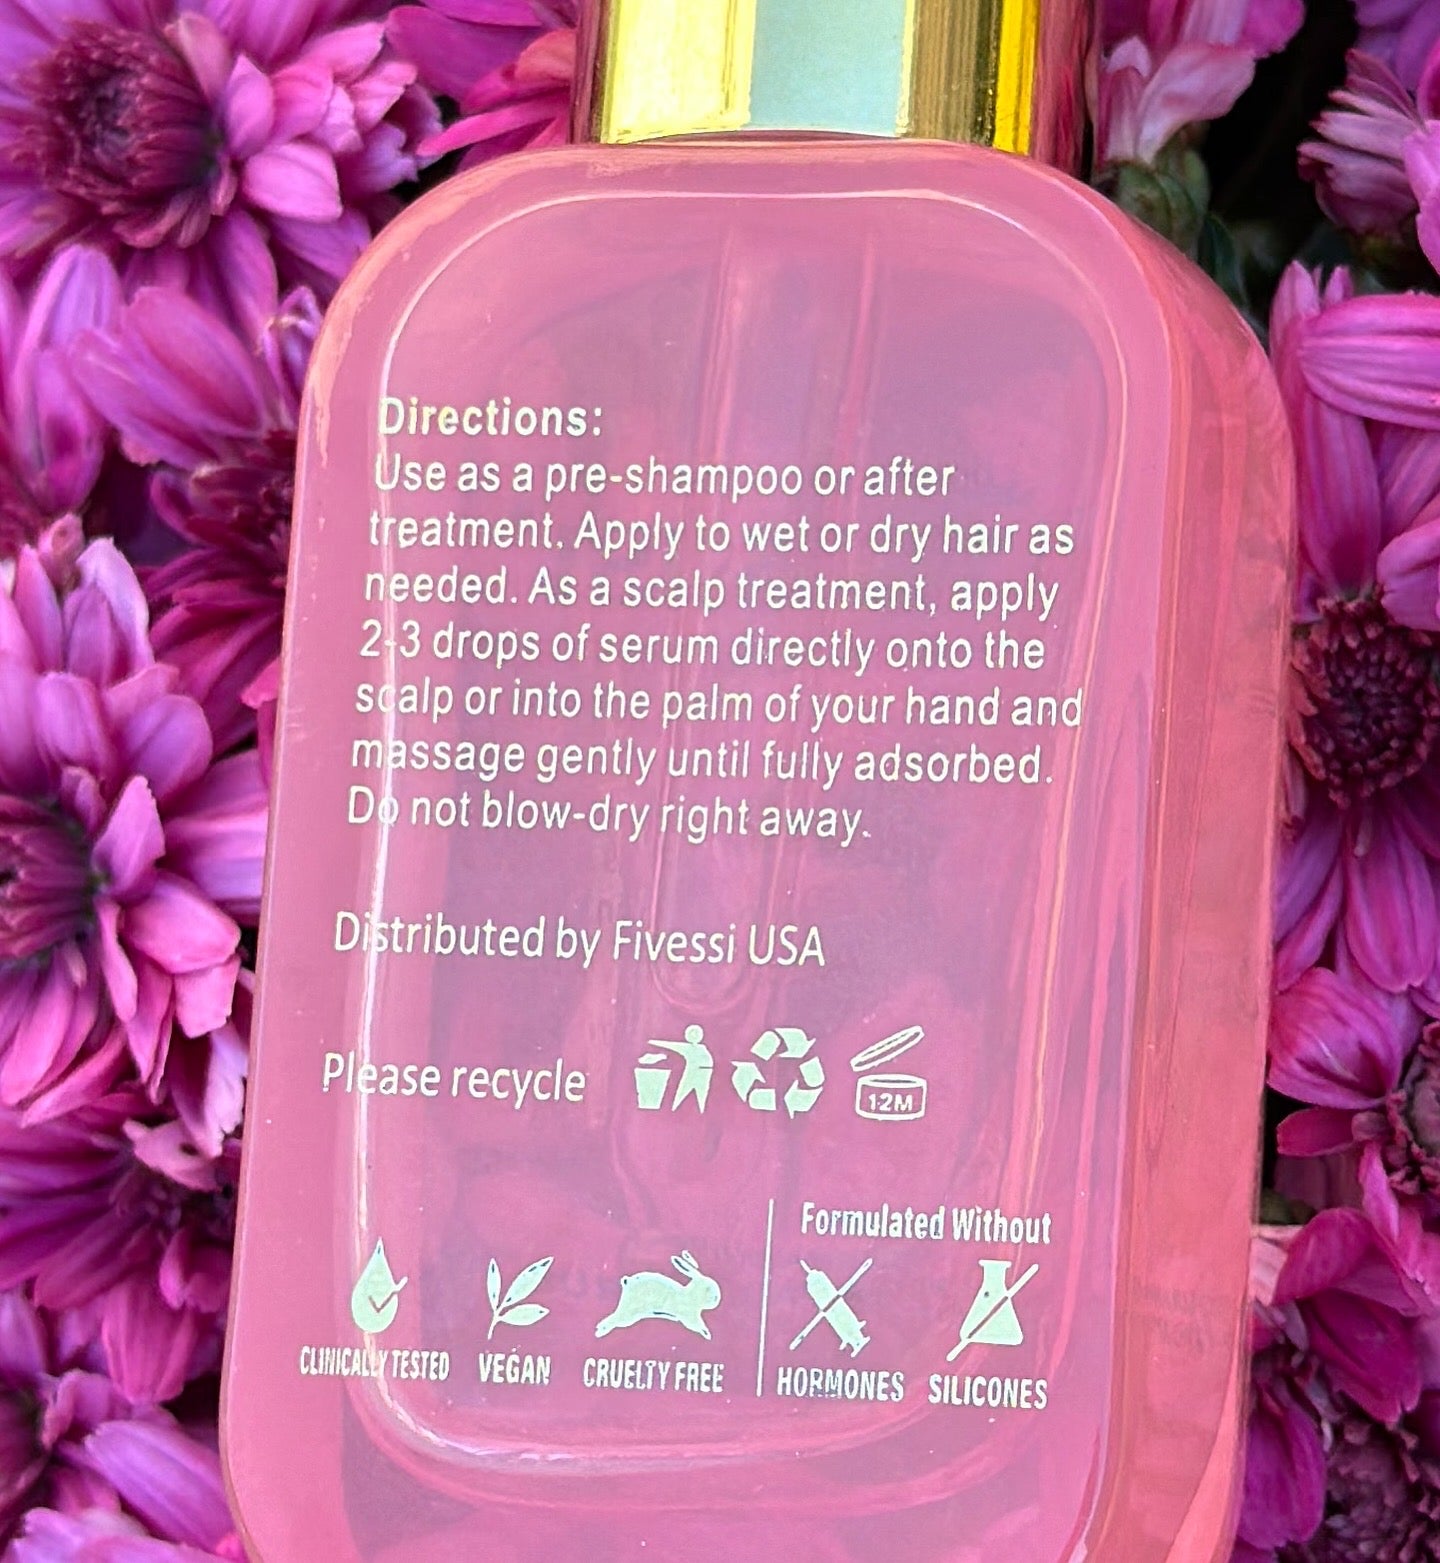 Directions:
Use as a pre-shampoo or after
treatment. Apply to wet or dry hair as
needed. As a scalp treatment, apply
2-3 drops of serum directly onto the
scalp or into the palm of your hand and
massage gently until fully adsorbed.
Do not blow-dry right away.
Distributed by Fivessi USA
Please recycle
12M
Formulated Without
CLINICALLY TESTED VEGAN CRUELTY FREE HORMONES SILICONES